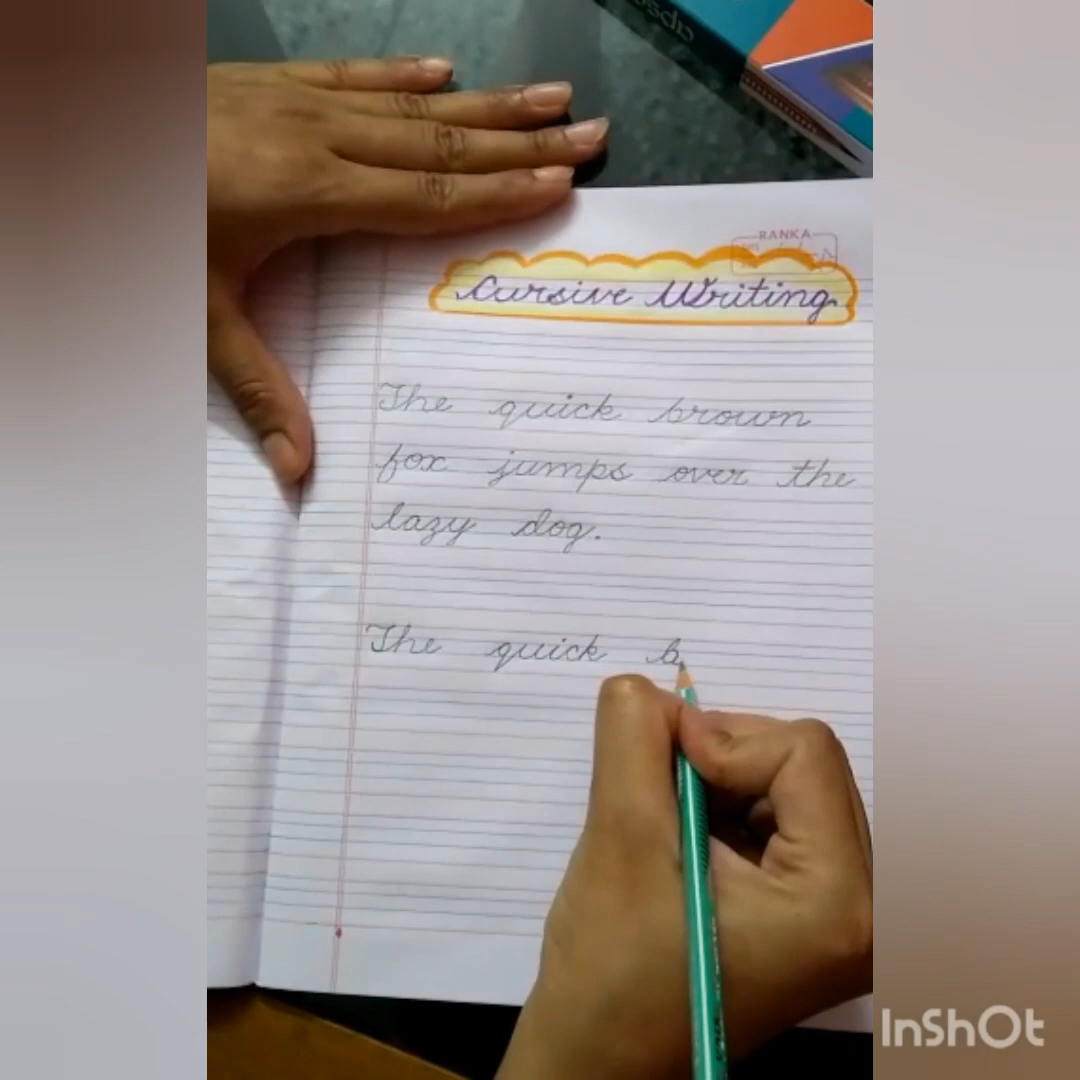 RANKA
Cursive Writing
The quick brown
fox jumps over the
lazy dog.
The quick b
InShOt